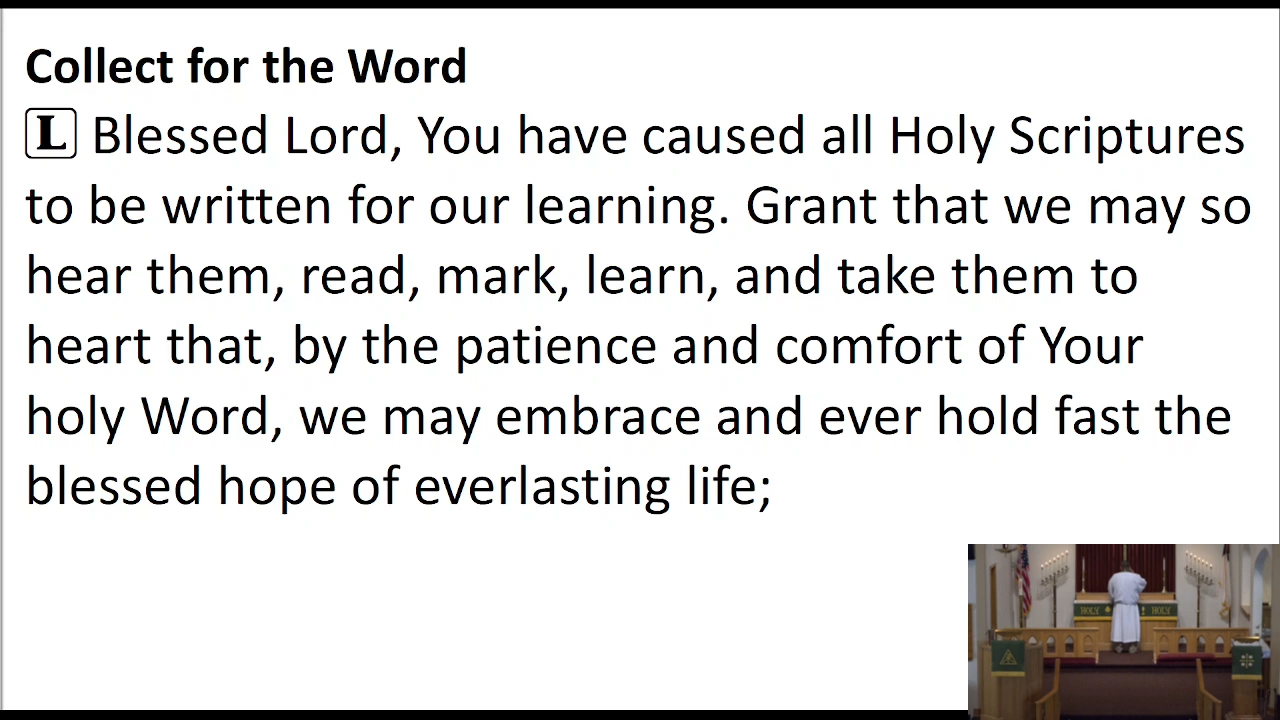 Collect for the Word
L Blessed Lord, You have caused all Holy Scriptures
to be written for our learning. Grant that we may so
hear them, read, mark, learn, and take them to
heart that, by the patience and comfort of Your
holy Word, we may embrace and ever hold fast the
blessed hope of everlasting life;
HOLY HOLY